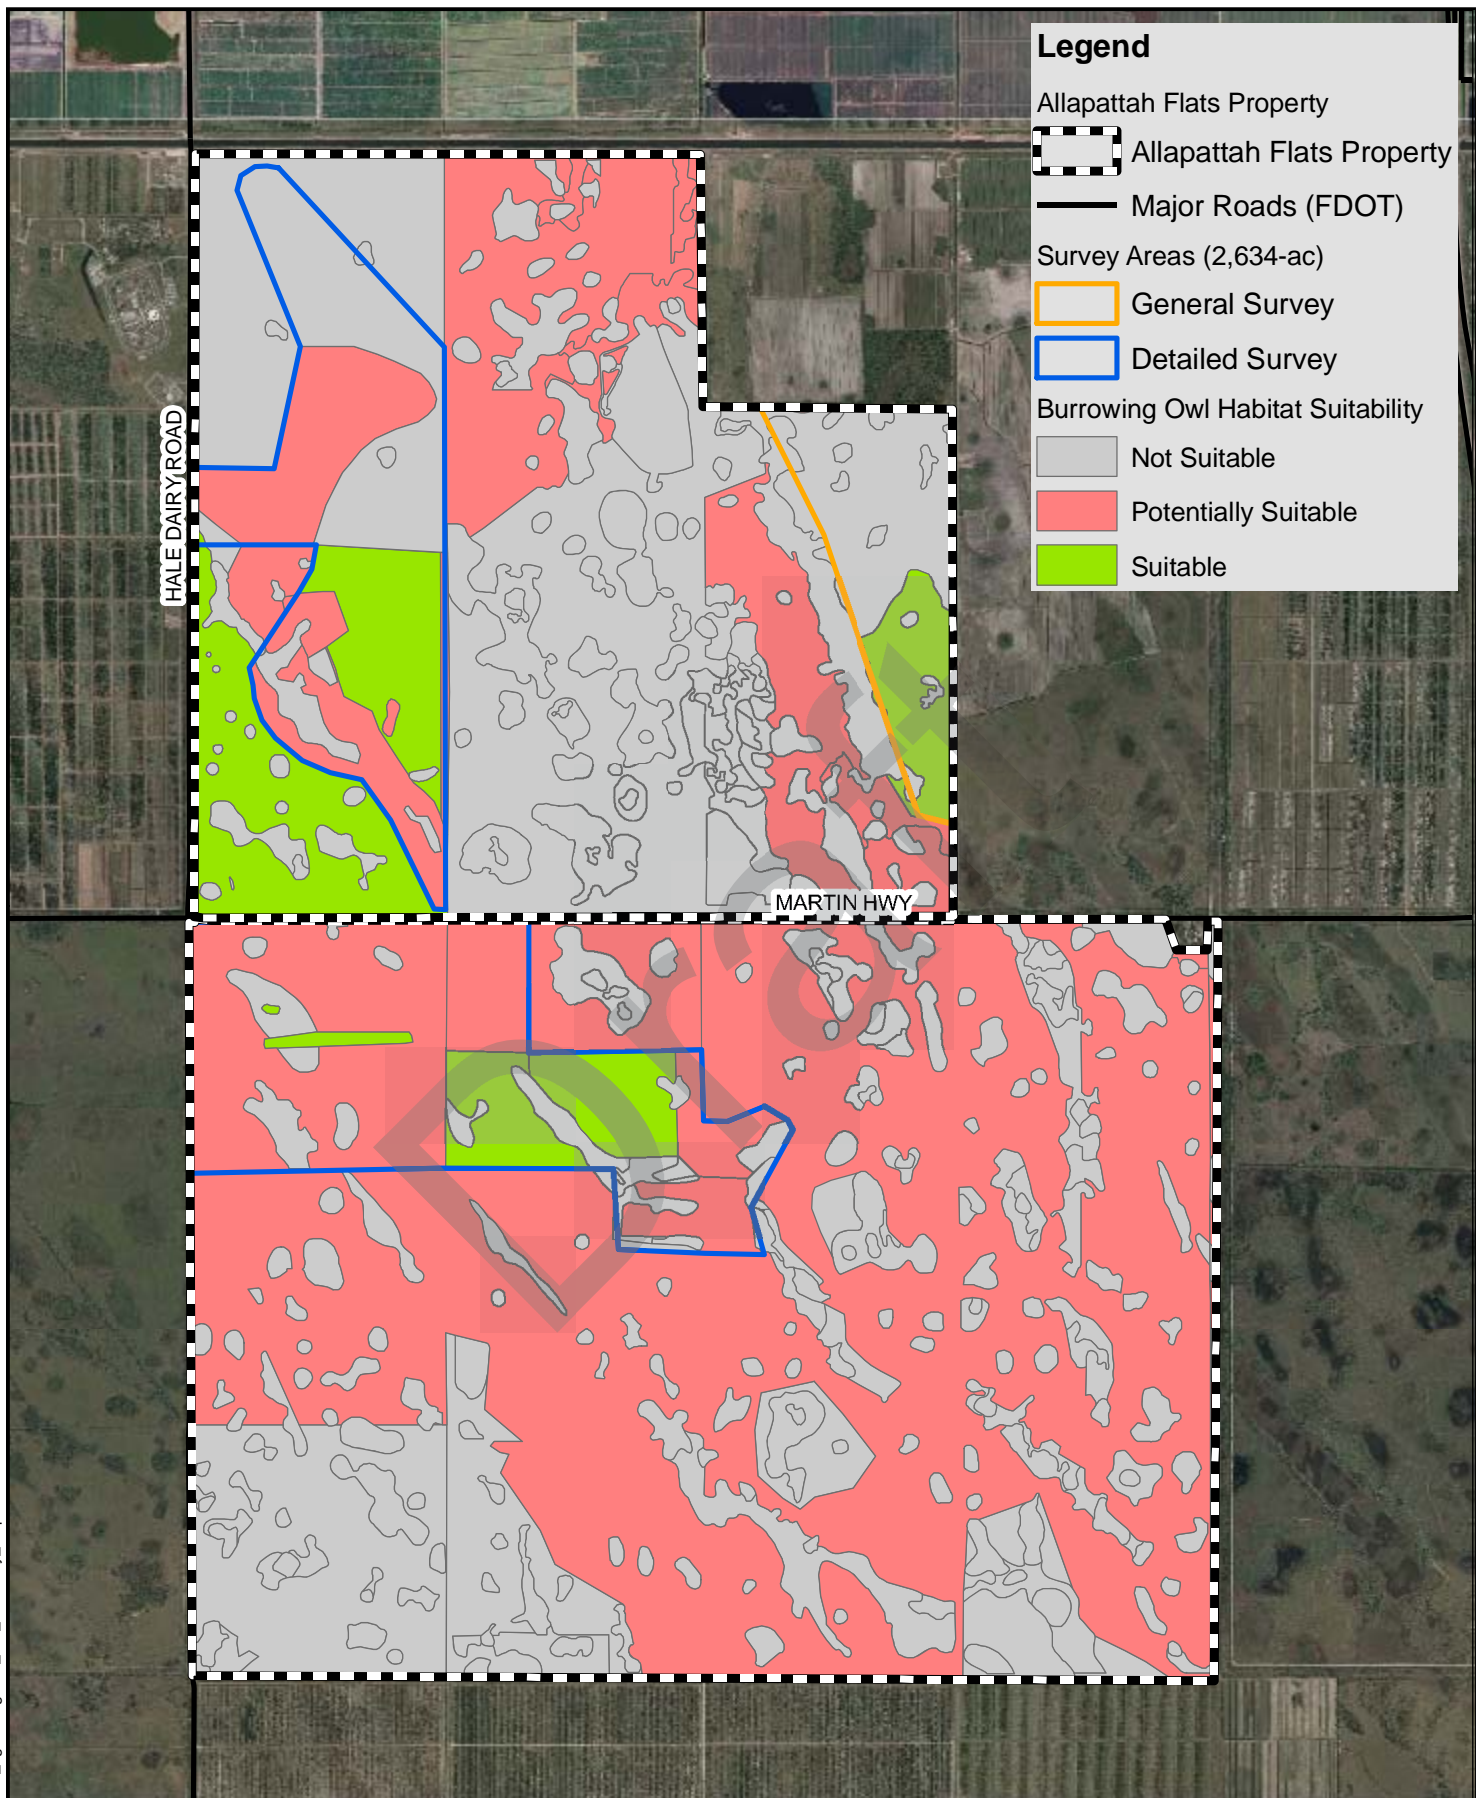 Legend
Allapattah Flats Property
Allapattah Flats Property
Major Roads (FDOT)
Survey Areas (2,634-ac)
General Survey
Detailed Survey
Burrowing Owl Habitat Suitability
Not Suitable
Potentially Suitable
Suitable
HALE DAIRY ROAD
MARTIN HWY
Draft